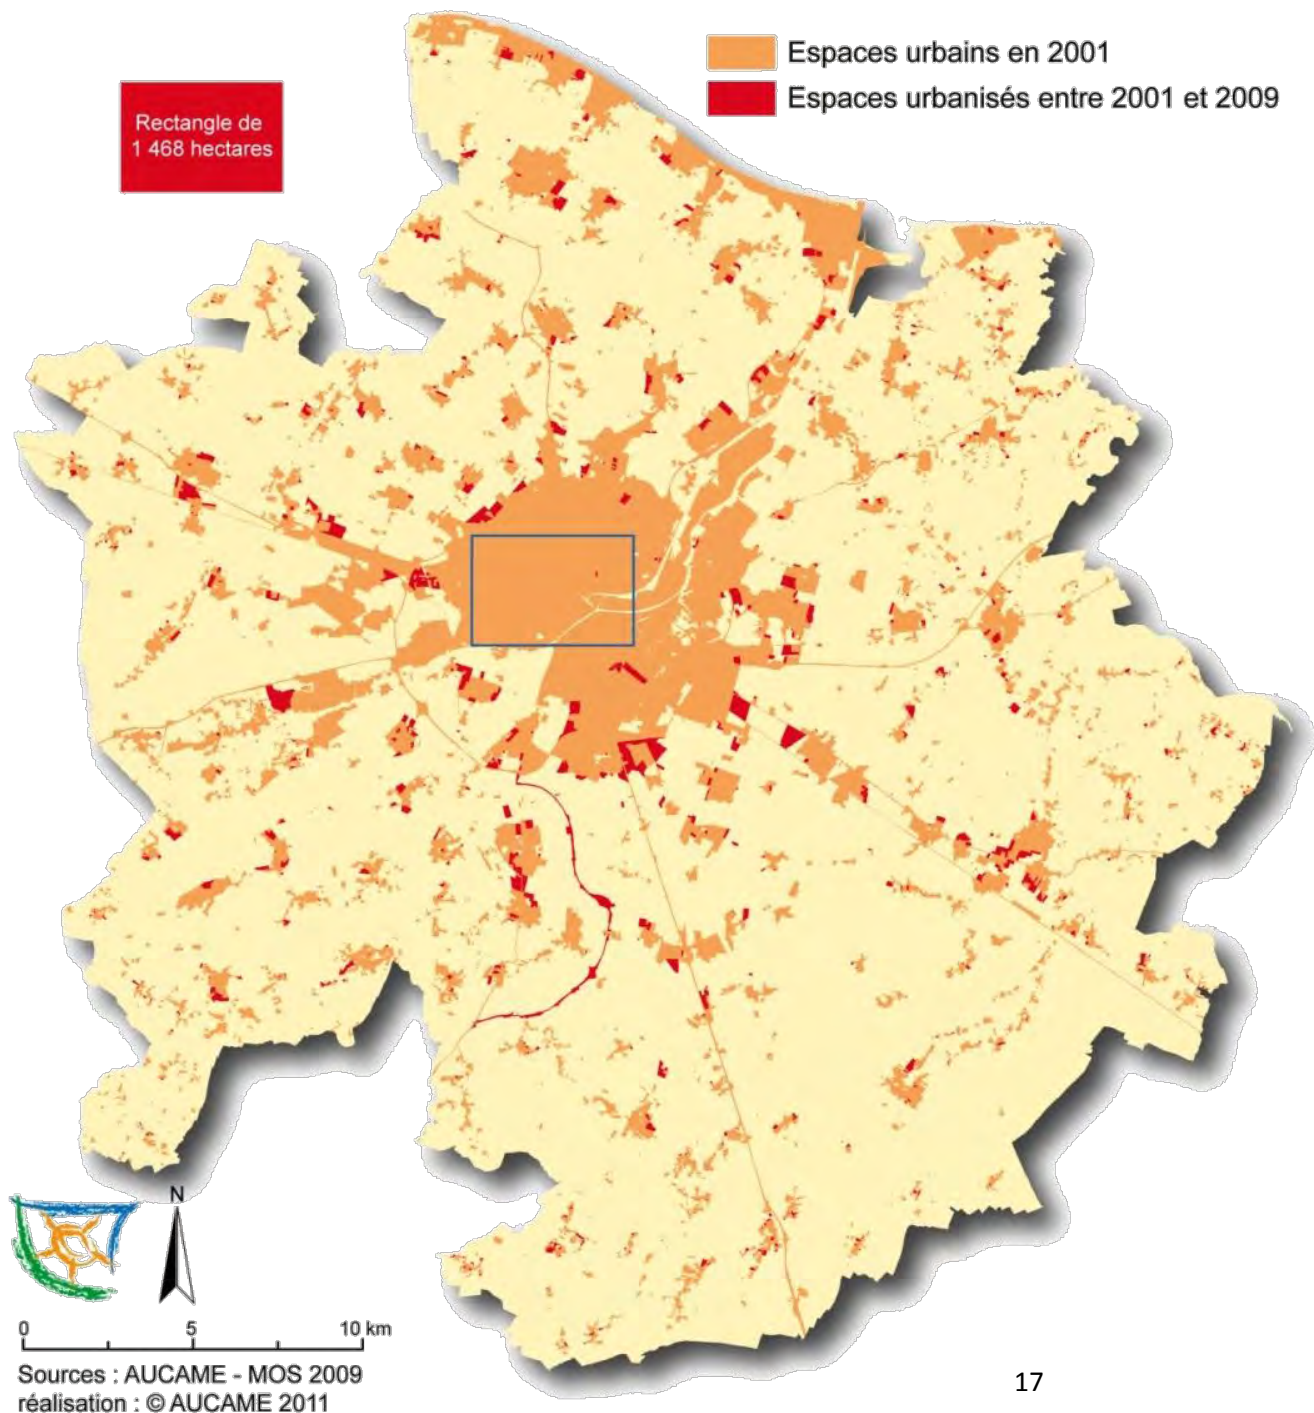 Espaces urbains en 2001
Espaces urbanisés entre 2001 et 2009
Rectangle de
1 468 hectares
N
0 5 10 km
Sources : AUCAME - MOS 2009
réalisation : © AUCAME 2011
17